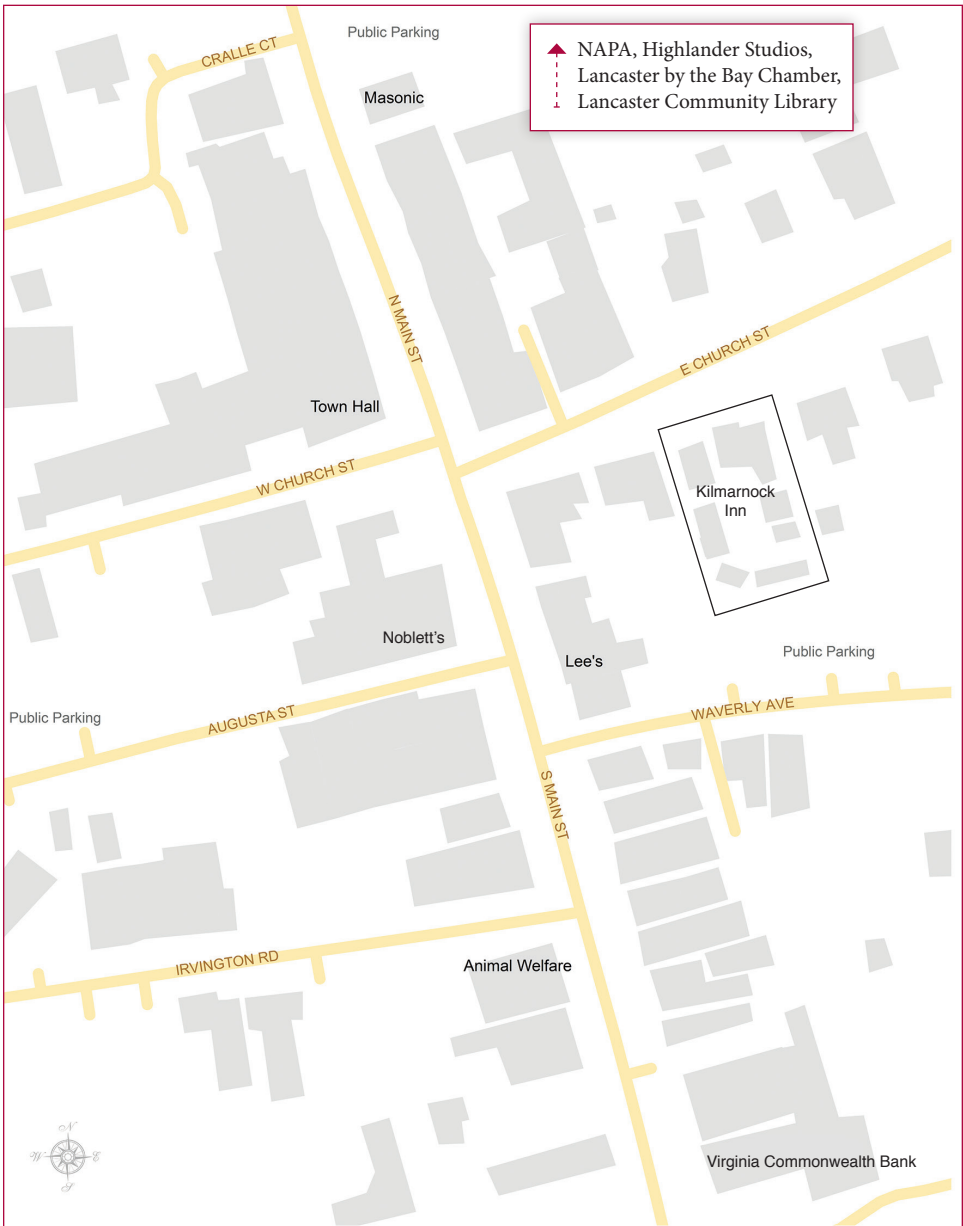 Public Parking
CRALLE CT
NAPA, Highlander Studios,
Lancaster by the Bay Chamber,
Lancaster Community Library
Masonic
N MAIN ST
E CHURCH ST
Town Hall
W CHURCH ST
Kilmarnock
Inn
Noblett's
Lee's
Public Parking
Public Parking
AUGUSTA ST
WAVERLY AVE
S MAIN ST
IRVINGTON RD
Animal Welfare
N
W
E
S
Virginia Commonwealth Bank